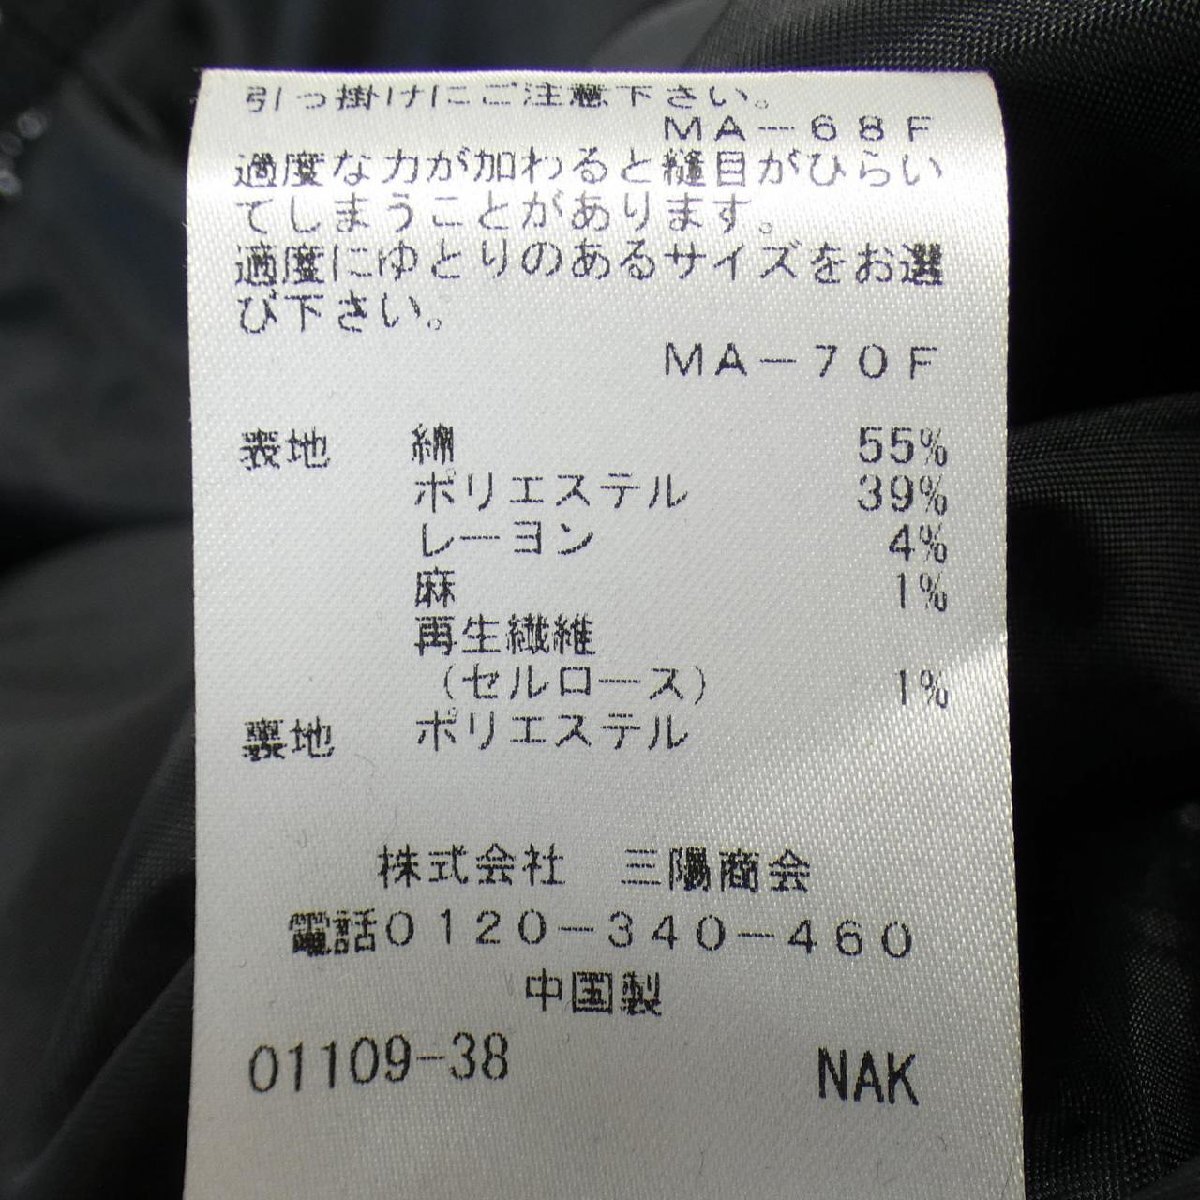 引っ掛けにご注意下さい。
ＭＡ－６８Ｆ
過度な力が加わると縫目がひらい
てしまうことがあります。
適度にゆとりのあるサイズをお選
び下さい。
ＭＡ－７０Ｆ
表地 綿 55%
ポリエステル 39%
レーヨン 4%
麻 1%
再生繊維
（セルロース） 1%
裏地 ポリエステル
株式会社 三陽商会
電話０１２０－３４０－４６０
中国製
01109-38 NAK